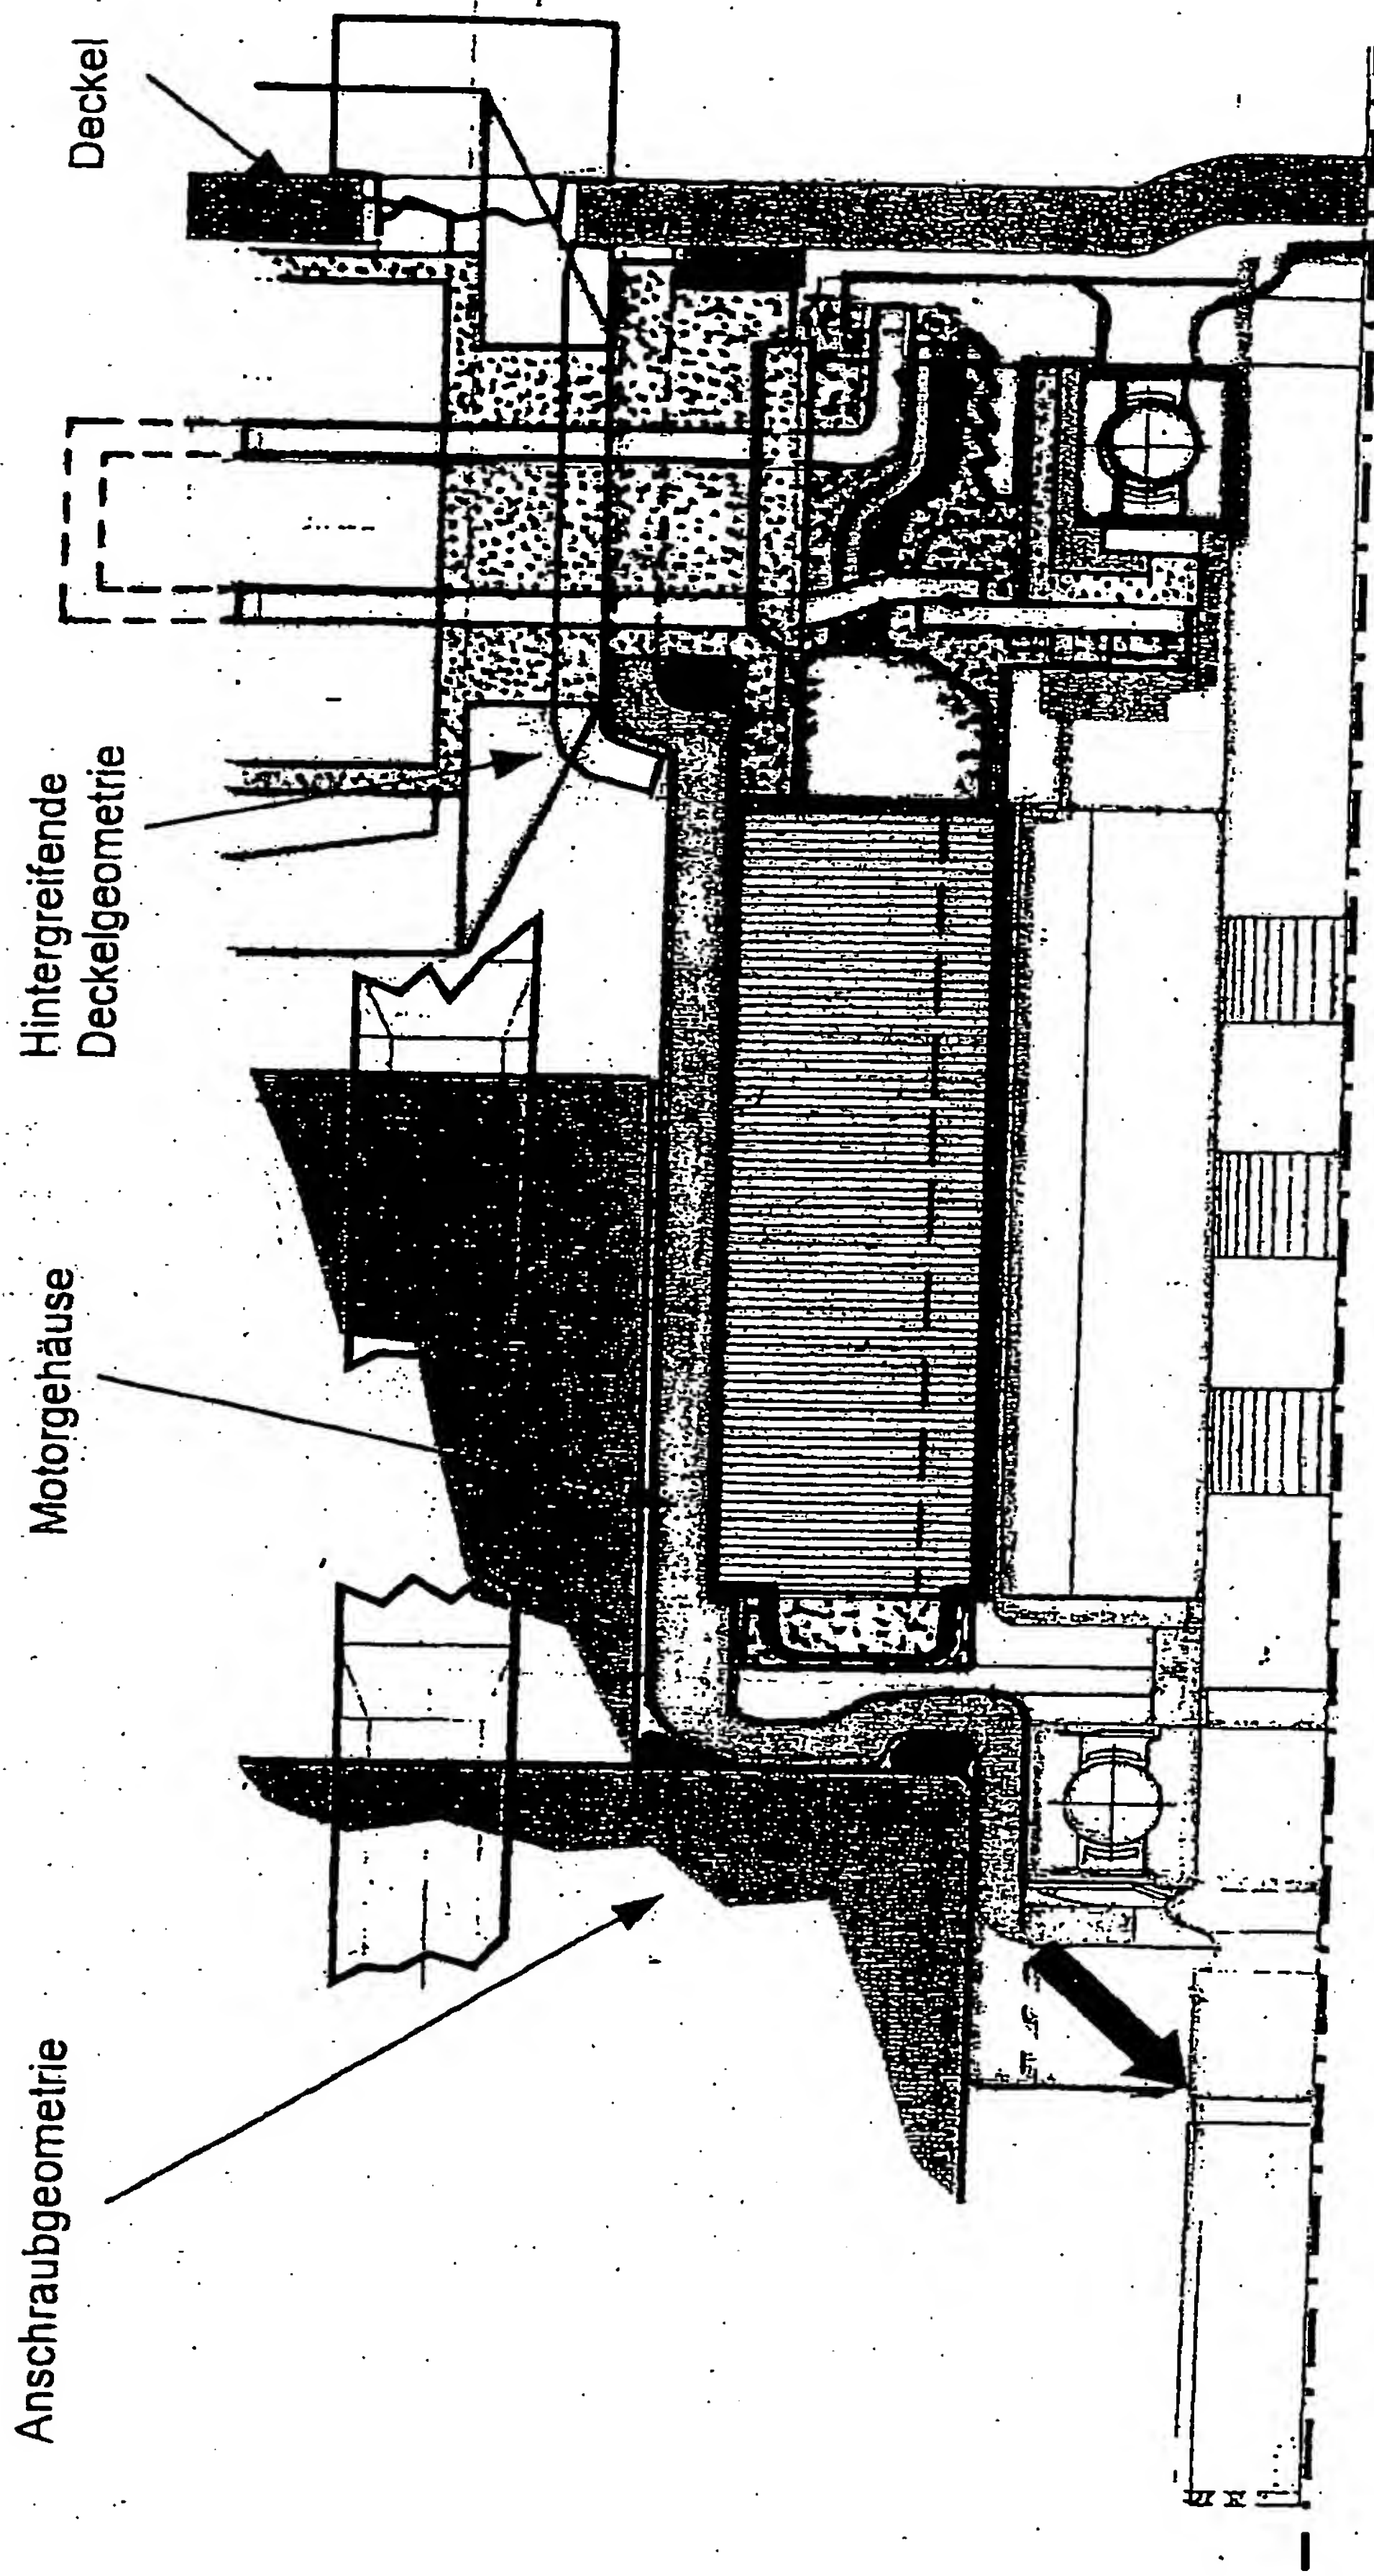 Anschraubgeometrie
Motorgehäuse
Hintergreifende
Deckelgeometrie
Deckel